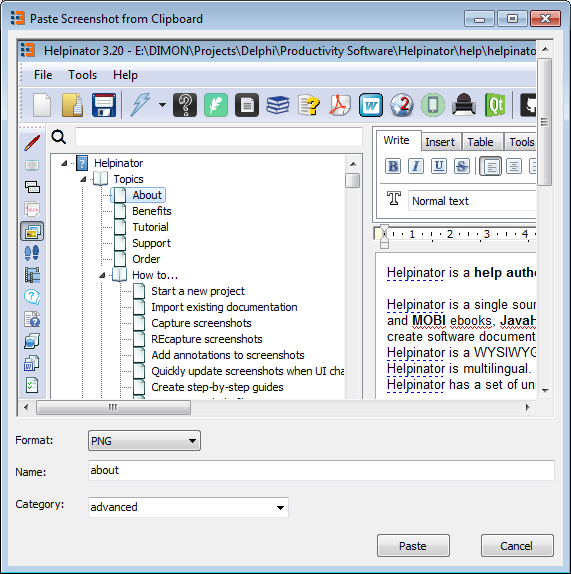 Paste Screenshot from Clipboard
Helpinator 3.20 - E:\DIMON\Projects\Delphi\Productivity Software\Helpinator\help\helpinato
File Tools Help
Write Insert Table Tools
B I U S
Normal text
Helpinator
Topics
About
Benefits
Tutorial
Support
Order
How to...
Start a new project
Import existing documentation
Capture screenshots
REcapture screenshots
Add annotations to screenshots
Quickly update screenshots when UI cha
Create step-by-step guides
1 2 3 4
Helpinator is a help autho
Helpinator is a single sour
and MOBI ebooks, JavaH
create software document
Helpinator is a WYSIWYG
Helpinator is multilingual.
Helpinator has a set of un
Format: PNG
Name: about
Category: advanced
Paste Cancel